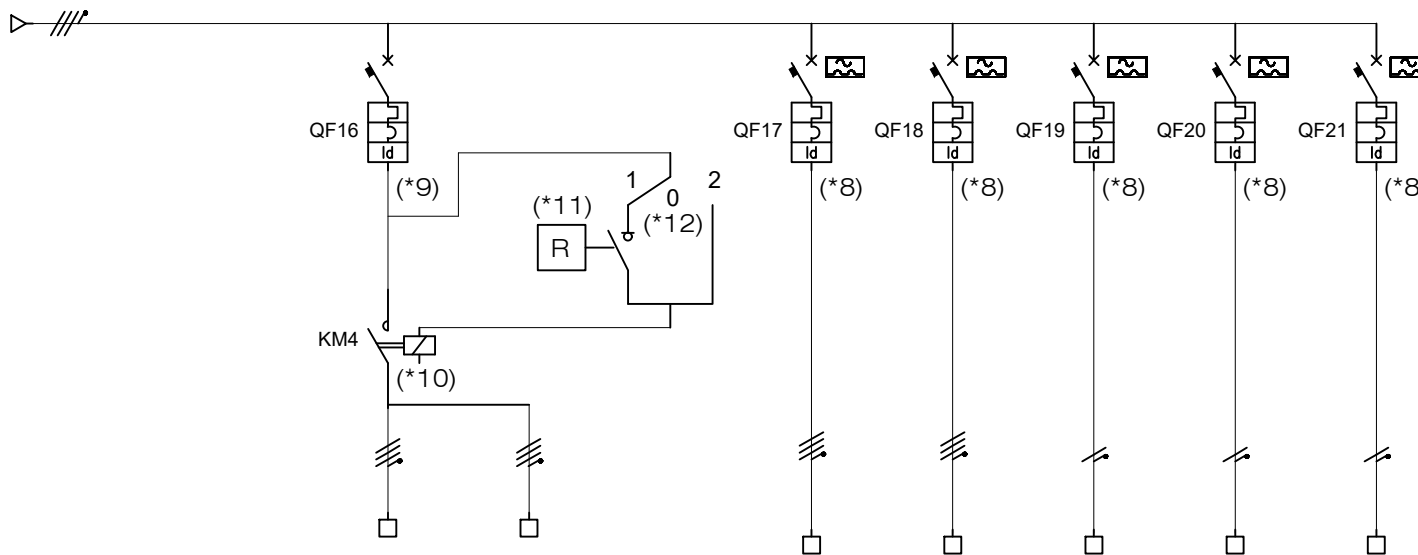 QF16
Id
(*9)
1
0
2
(*11)
(*12)
R
KM4
(*10)
QF17
Id
(*8)
QF18
Id
(*8)
QF19
Id
(*8)
QF20
Id
(*8)
QF21
Id
(*8